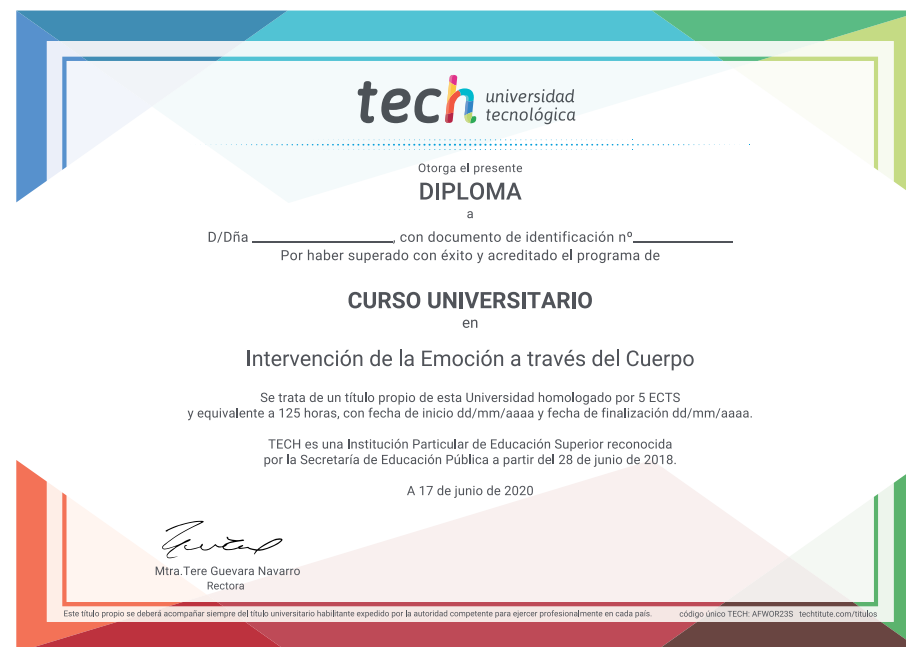 tech universidad
tecnológica
Otorga el presente
DIPLOMA
a
D/Dña ________________, con documento de identificación nº____________
Por haber superado con éxito y acreditado el programa de
CURSO UNIVERSITARIO
en
Intervención de la Emoción a través del Cuerpo
Se trata de un título propio de esta Universidad homologado por 5 ECTS
y equivalente a 125 horas, con fecha de inicio dd/mm/aaaa y fecha de finalización dd/mm/aaaa.
TECH es una Institución Particular de Educación Superior reconocida
por la Secretaría de Educación Pública a partir del 28 de junio de 2018.
A 17 de junio de 2020
Mtra.Tere Guevara Navarro
Rectora
Este título propio se deberá acompañar siempre del título universitario habilitante expedido por la autoridad competente para ejercer profesionalmente en cada país. código único TECH: AFWOR23S techtitute.com/titulos